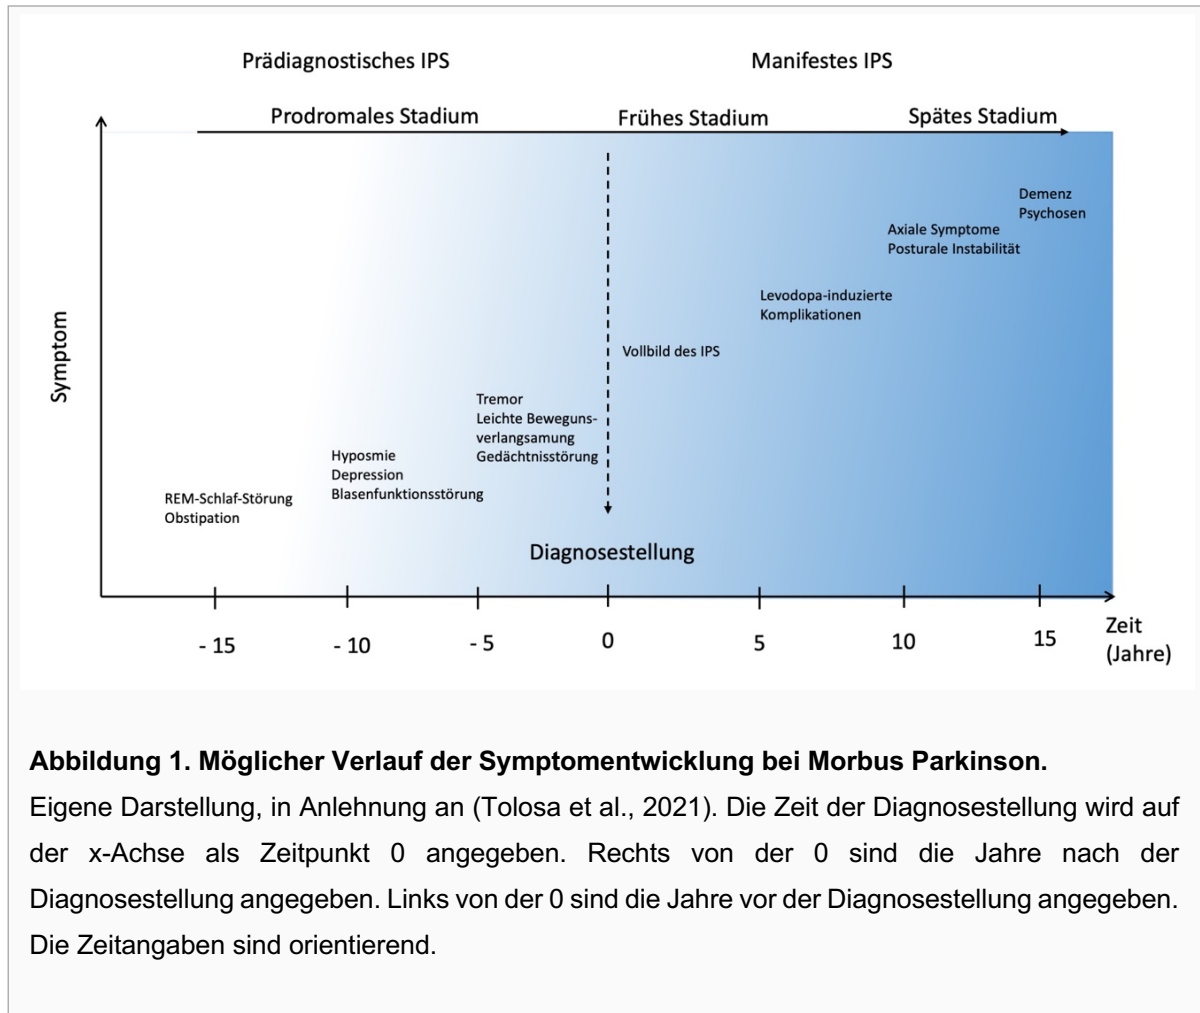 Prädiagnostisches IPS
Manifestes IPS
Prodromales Stadium
Frühes Stadium
Spätes Stadium
Demenz
Psychosen
Axiale Symptome
Posturale Instabilität
Levodopa-induzierte
Komplikationen
Vollbild des IPS
Symptom
Tremor
Leichte Beweguns-
verlangsamung
Gedächtnisstörung
Hyposmie
Depression
Blasenfunktionsstörung
REM-Schlaf-Störung
Obstipation
Diagnosestellung
- 15
- 10
- 5
0
5
10
15
Zeit
(Jahre)
Abbildung 1. Möglicher Verlauf der Symptomentwicklung bei Morbus Parkinson.
Eigene Darstellung, in Anlehnung an (Tolosa et al., 2021). Die Zeit der Diagnosestellung wird auf
der x-Achse als Zeitpunkt 0 angegeben. Rechts von der 0 sind die Jahre nach der
Diagnosestellung angegeben. Links von der 0 sind die Jahre vor der Diagnosestellung angegeben.
Die Zeitangaben sind orientierend.